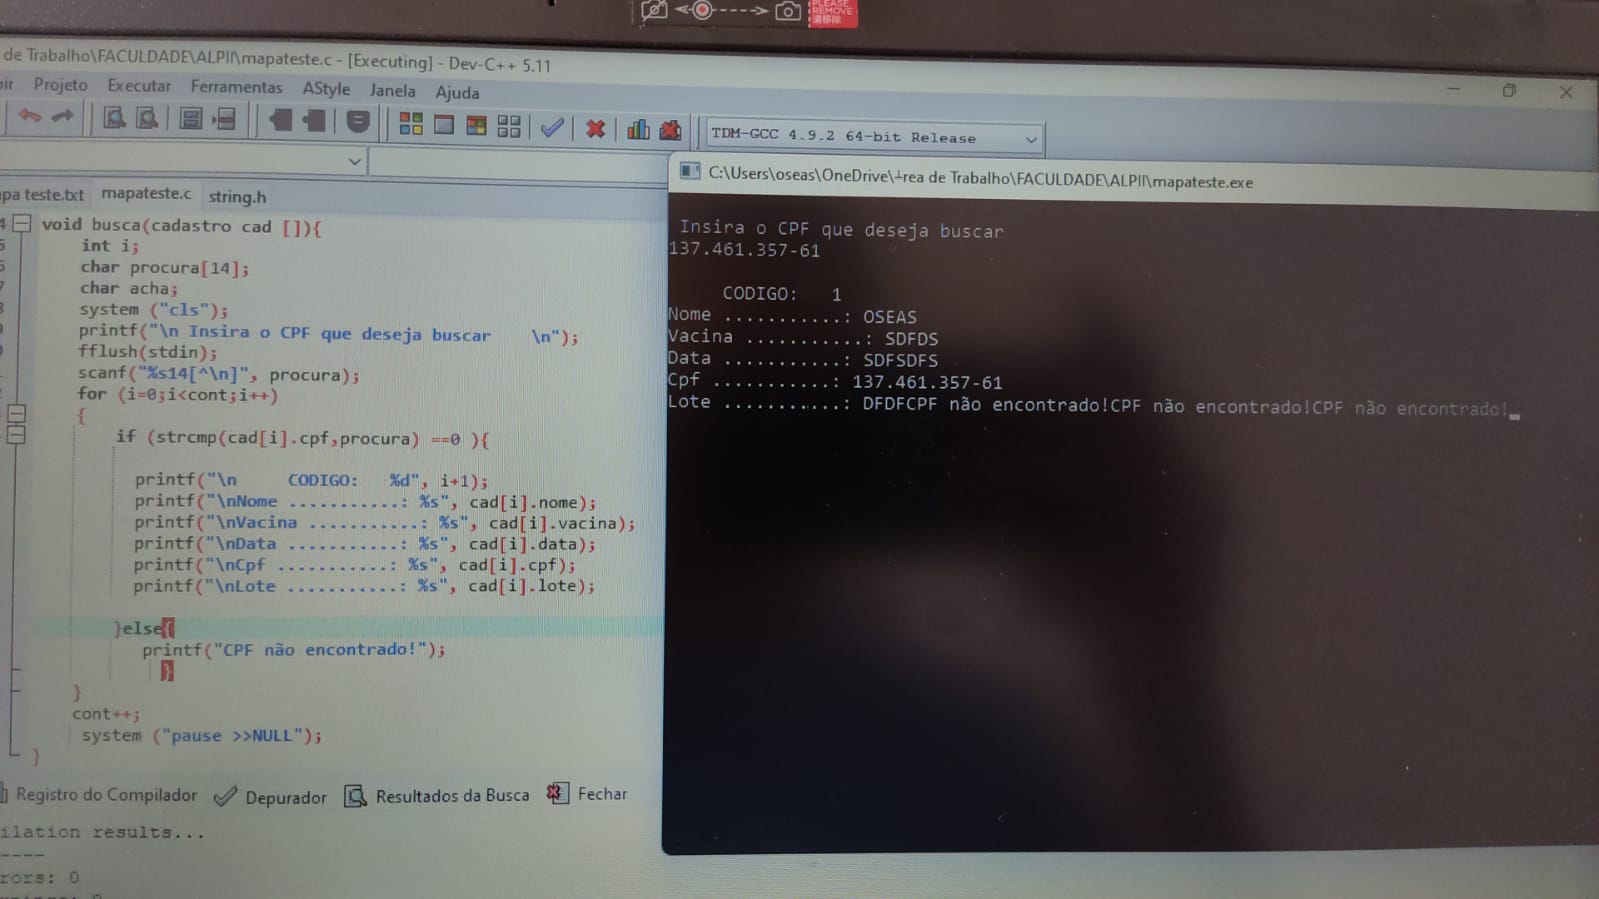 PLEASE
REMOVE
请移除
de Trabalho\FACULDADE\ALPII\mapateste.c - [Executing] - Dev-C++ 5.11
Projeto Executar Ferramentas AStyle Janela Ajuda
TDM-GCC 4.9.2 64-bit Release
pa teste.txt mapateste.c string.h
void busca(cadastro cad []){
int i;
char procura[14];
char acha;
system ("cls");
printf("\n Insira o CPF que deseja buscar \n");
fflush(stdin);
scanf("%s14[^\n]", procura);
for (i=0;i<cont;i++)
{
if (strcmp(cad[i].cpf,procura) ==0 ){
printf("\n CODIGO: %d", i+1);
printf("\nNome ...........: %s", cad[i].nome);
printf("\nVacina ...........: %s", cad[i].vacina);
printf("\nData ...........: %s", cad[i].data);
printf("\nCpf ...........: %s", cad[i].cpf);
printf("\nLote ...........: %s", cad[i].lote);
}else{
printf("CPF não encontrado!");
}
}
cont++;
system ("pause >>NULL");
}
Registro do Compilador Depurador Resultados da Busca Fechar
ilation results...
----
rors: 0
C:\Users\oseas\OneDrive\┴rea de Trabalho\FACULDADE\ALPII\mapateste.exe
Insira o CPF que deseja buscar
137.461.357-61
CODIGO: 1
Nome ...........: OSEAS
Vacina ...........: SDFDS
Data ...........: SDFSDFS
Cpf ...........: 137.461.357-61
Lote ...........: DFDFCPF não encontrado!CPF não encontrado!CPF não encontrado!